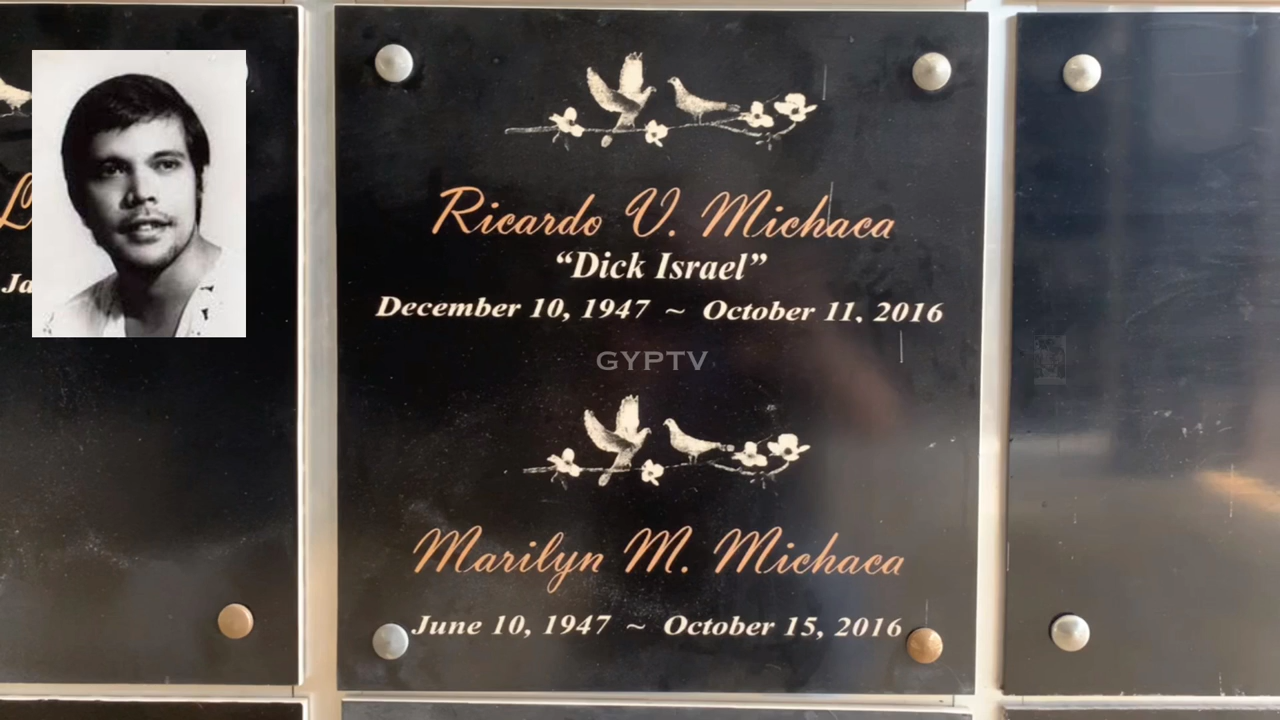 L
Ja
Ricardo V. Michaca
“Dick Israel”
December 10, 1947 ~ October 11, 2016
GYPTV
Marilyn M. Michaca
June 10, 1947 ~ October 15, 2016